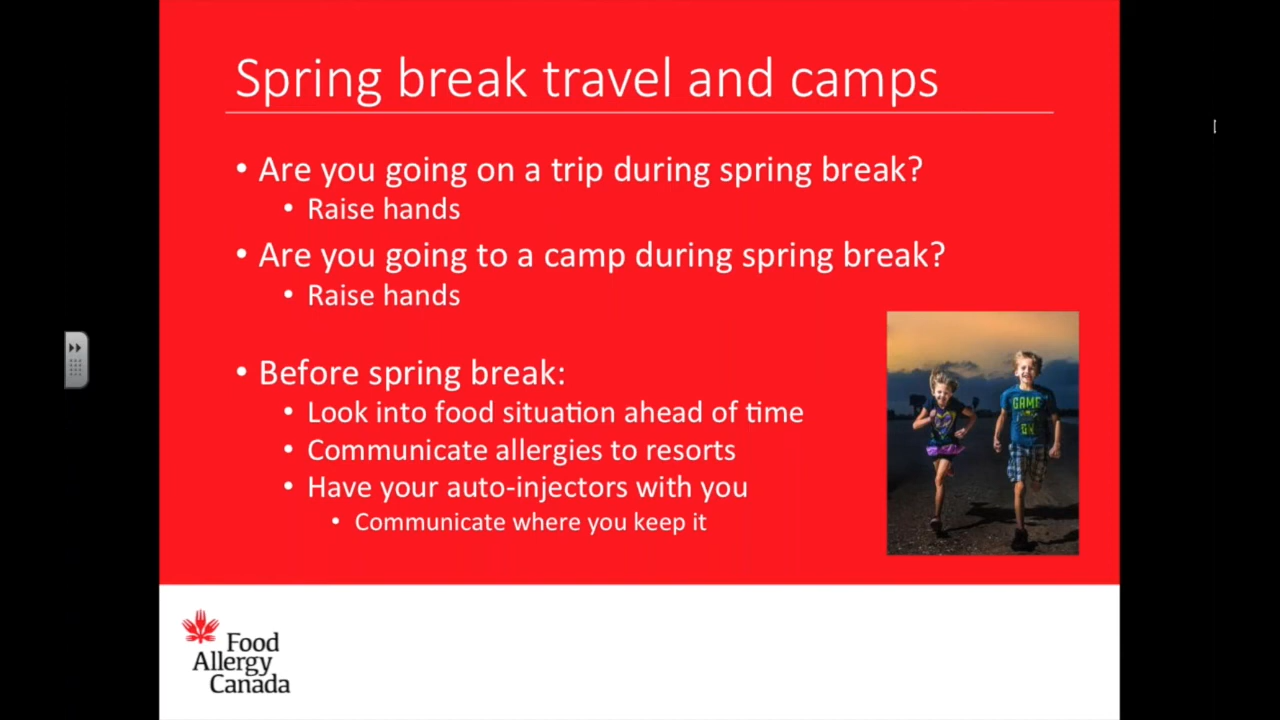 Spring break travel and camps
• Are you going on a trip during spring break?
• Raise hands
• Are you going to a camp during spring break?
• Raise hands
• Before spring break:
• Look into food situation ahead of time
• Communicate allergies to resorts
• Have your auto-injectors with you
• Communicate where you keep it
GAME
Food
Allergy
Canada